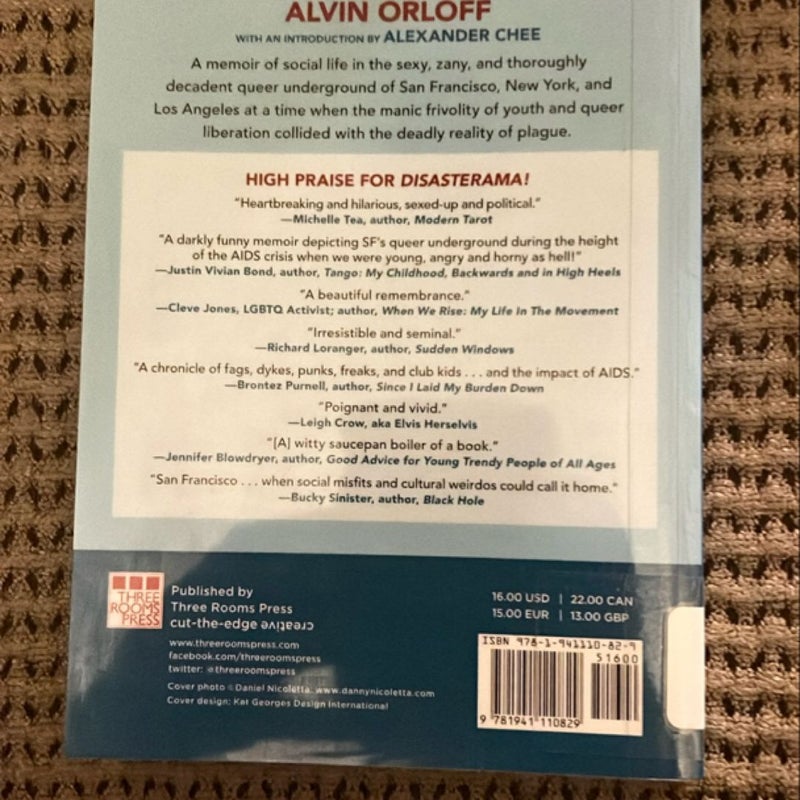 ALVIN ORLOFF
WITH AN INTRODUCTION BY ALEXANDER CHEE
A memoir of social life in the sexy, zany, and thoroughly
decadent queer underground of San Francisco, New York, and
Los Angeles at a time when the manic frivolity of youth and queer
liberation collided with the deadly reality of plague.
HIGH PRAISE FOR DISASTERAMA!
"Heartbreaking and hilarious, sexed-up and political."
—Michelle Tea, author, Modern Tarot
"A darkly funny memoir depicting SF's queer underground during the height
of the AIDS crisis when we were young, angry and horny as hell!"
—Justin Vivian Bond, author, Tango: My Childhood, Backwards and in High Heels
"A beautiful remembrance."
—Cleve Jones, LGBTQ Activist; author, When We Rise: My Life In The Movement
"Irresistible and seminal."
—Richard Loranger, author, Sudden Windows
"A chronicle of fags, dykes, punks, freaks, and club kids . . . and the impact of AIDS."
—Brontez Purnell, author, Since I Laid My Burden Down
"Poignant and vivid."
—Leigh Crow, aka Elvis Herselvis
"[A] witty saucepan boiler of a book."
—Jennifer Blowdryer, author, Good Advice for Young Trendy People of All Ages
"San Francisco . . . when social misfits and cultural weirdos could call it home."
—Bucky Sinister, author, Black Hole
THREE
ROOMS
PRESS
Published by
Three Rooms Press
cut-the-edge creative
www.threeroomspress.com
facebook.com/threeroomspress
twitter: @threeroomspress
Cover photo ©Daniel Nicoletta: www.dannynicoletta.com
Cover design: Kat Georges Design International
16.00 USD | 22.00 CAN
15.00 EUR | 13.00 GBP
ISBN 978-1-941110-82-9
51600
9 781941 110829